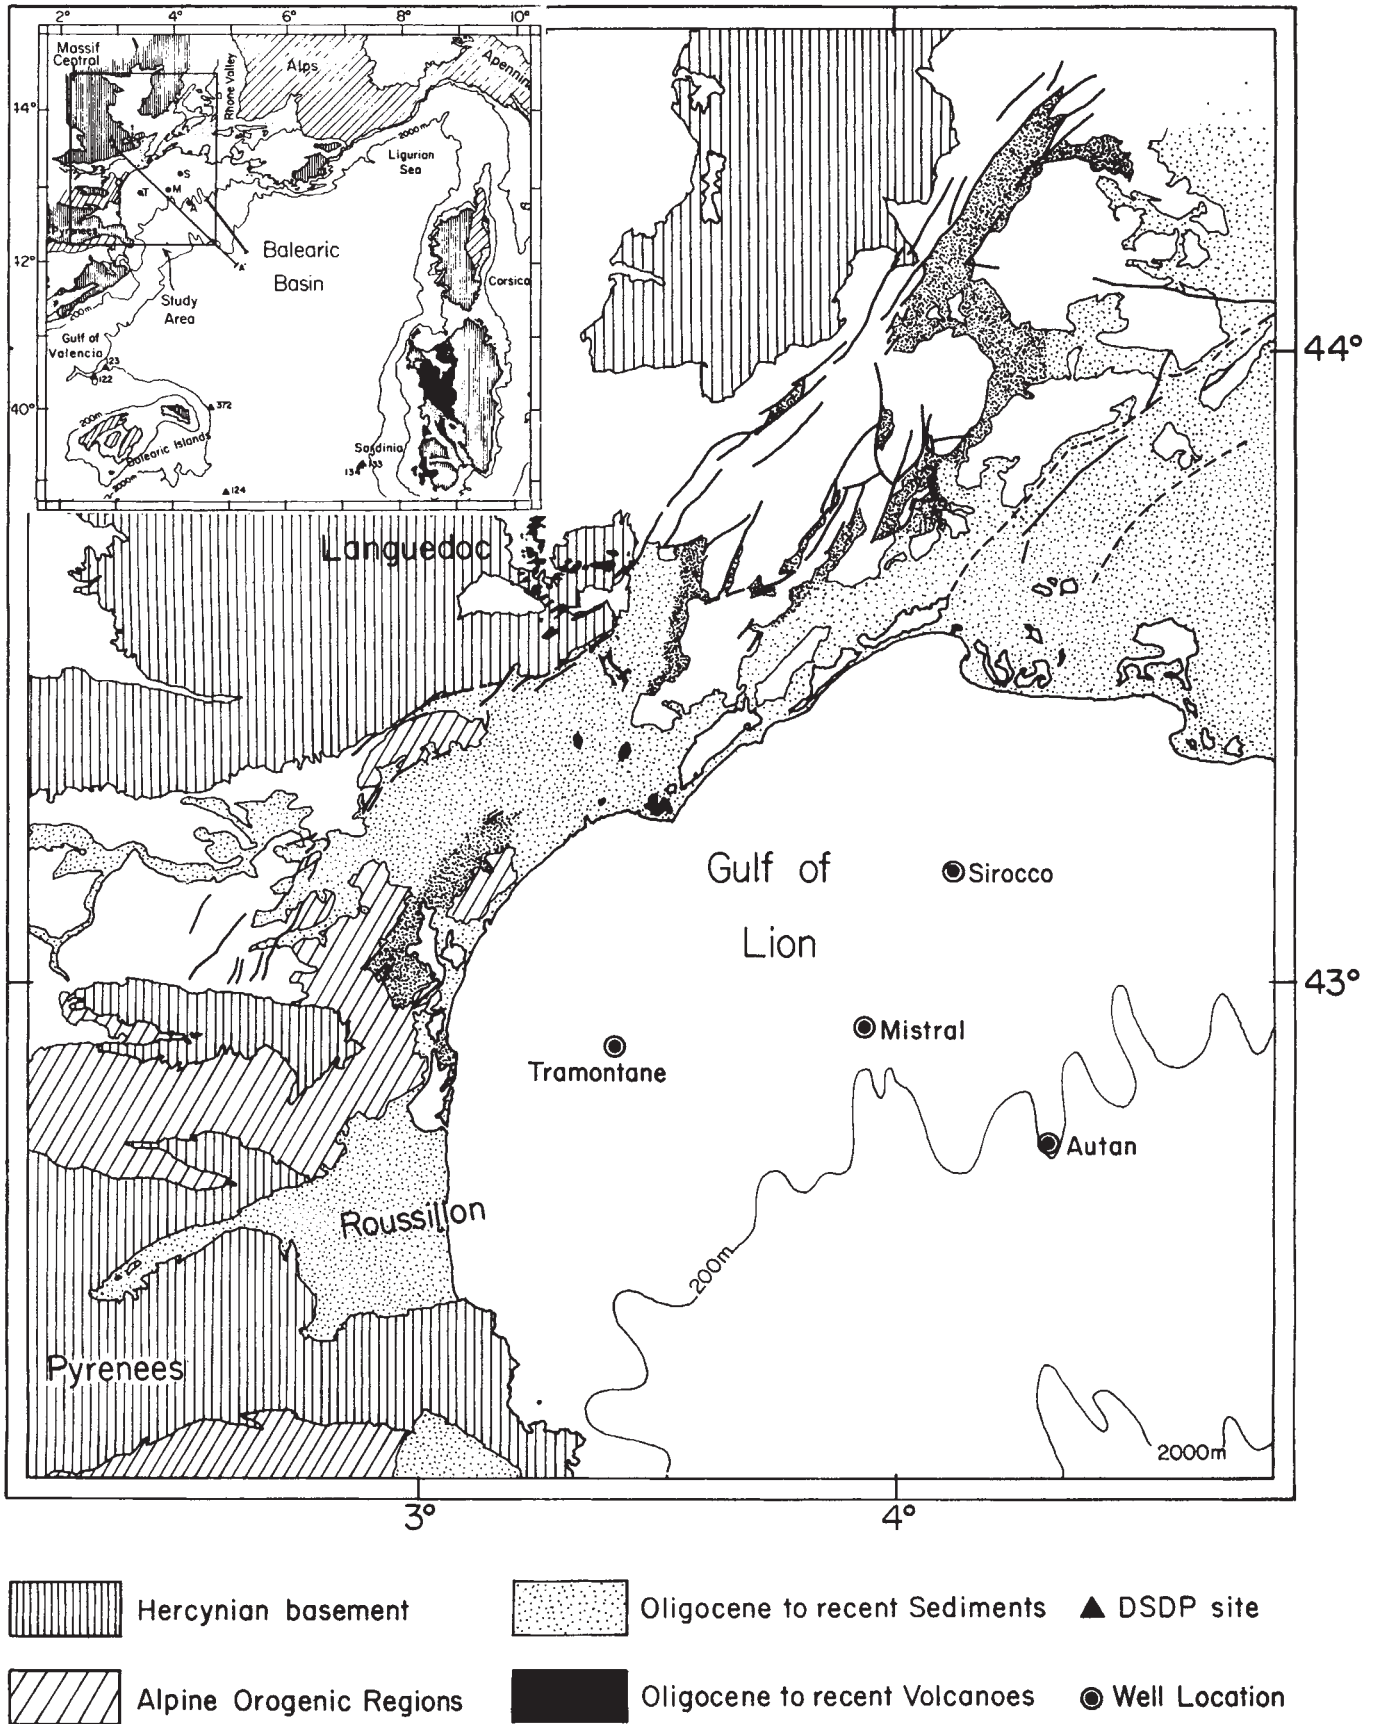 2° 4° 6° 8° 10°
Massif
Central
Rhone Valley
Alps
Apennin
14°
2000m
Ligurian
Sea
S
T
M
A
Pyrenees
Balearic
Basin
12°
A'
Corsica
200m
Study
Area
Gulf of
Valencia
23
122
372
40°
200m
Balearic Islands
2000m
Sardinia
134
133
124
44°
Languedoc
Gulf of
Lion
Sirocco
43°
Mistral
Tramontane
Autan
Roussillon
200m
Pyrenees
2000m
3° 4°
Hercynian basement
Oligocene to recent Sediments
DSDP site
Alpine Orogenic Regions
Oligocene to recent Volcanoes
Well Location